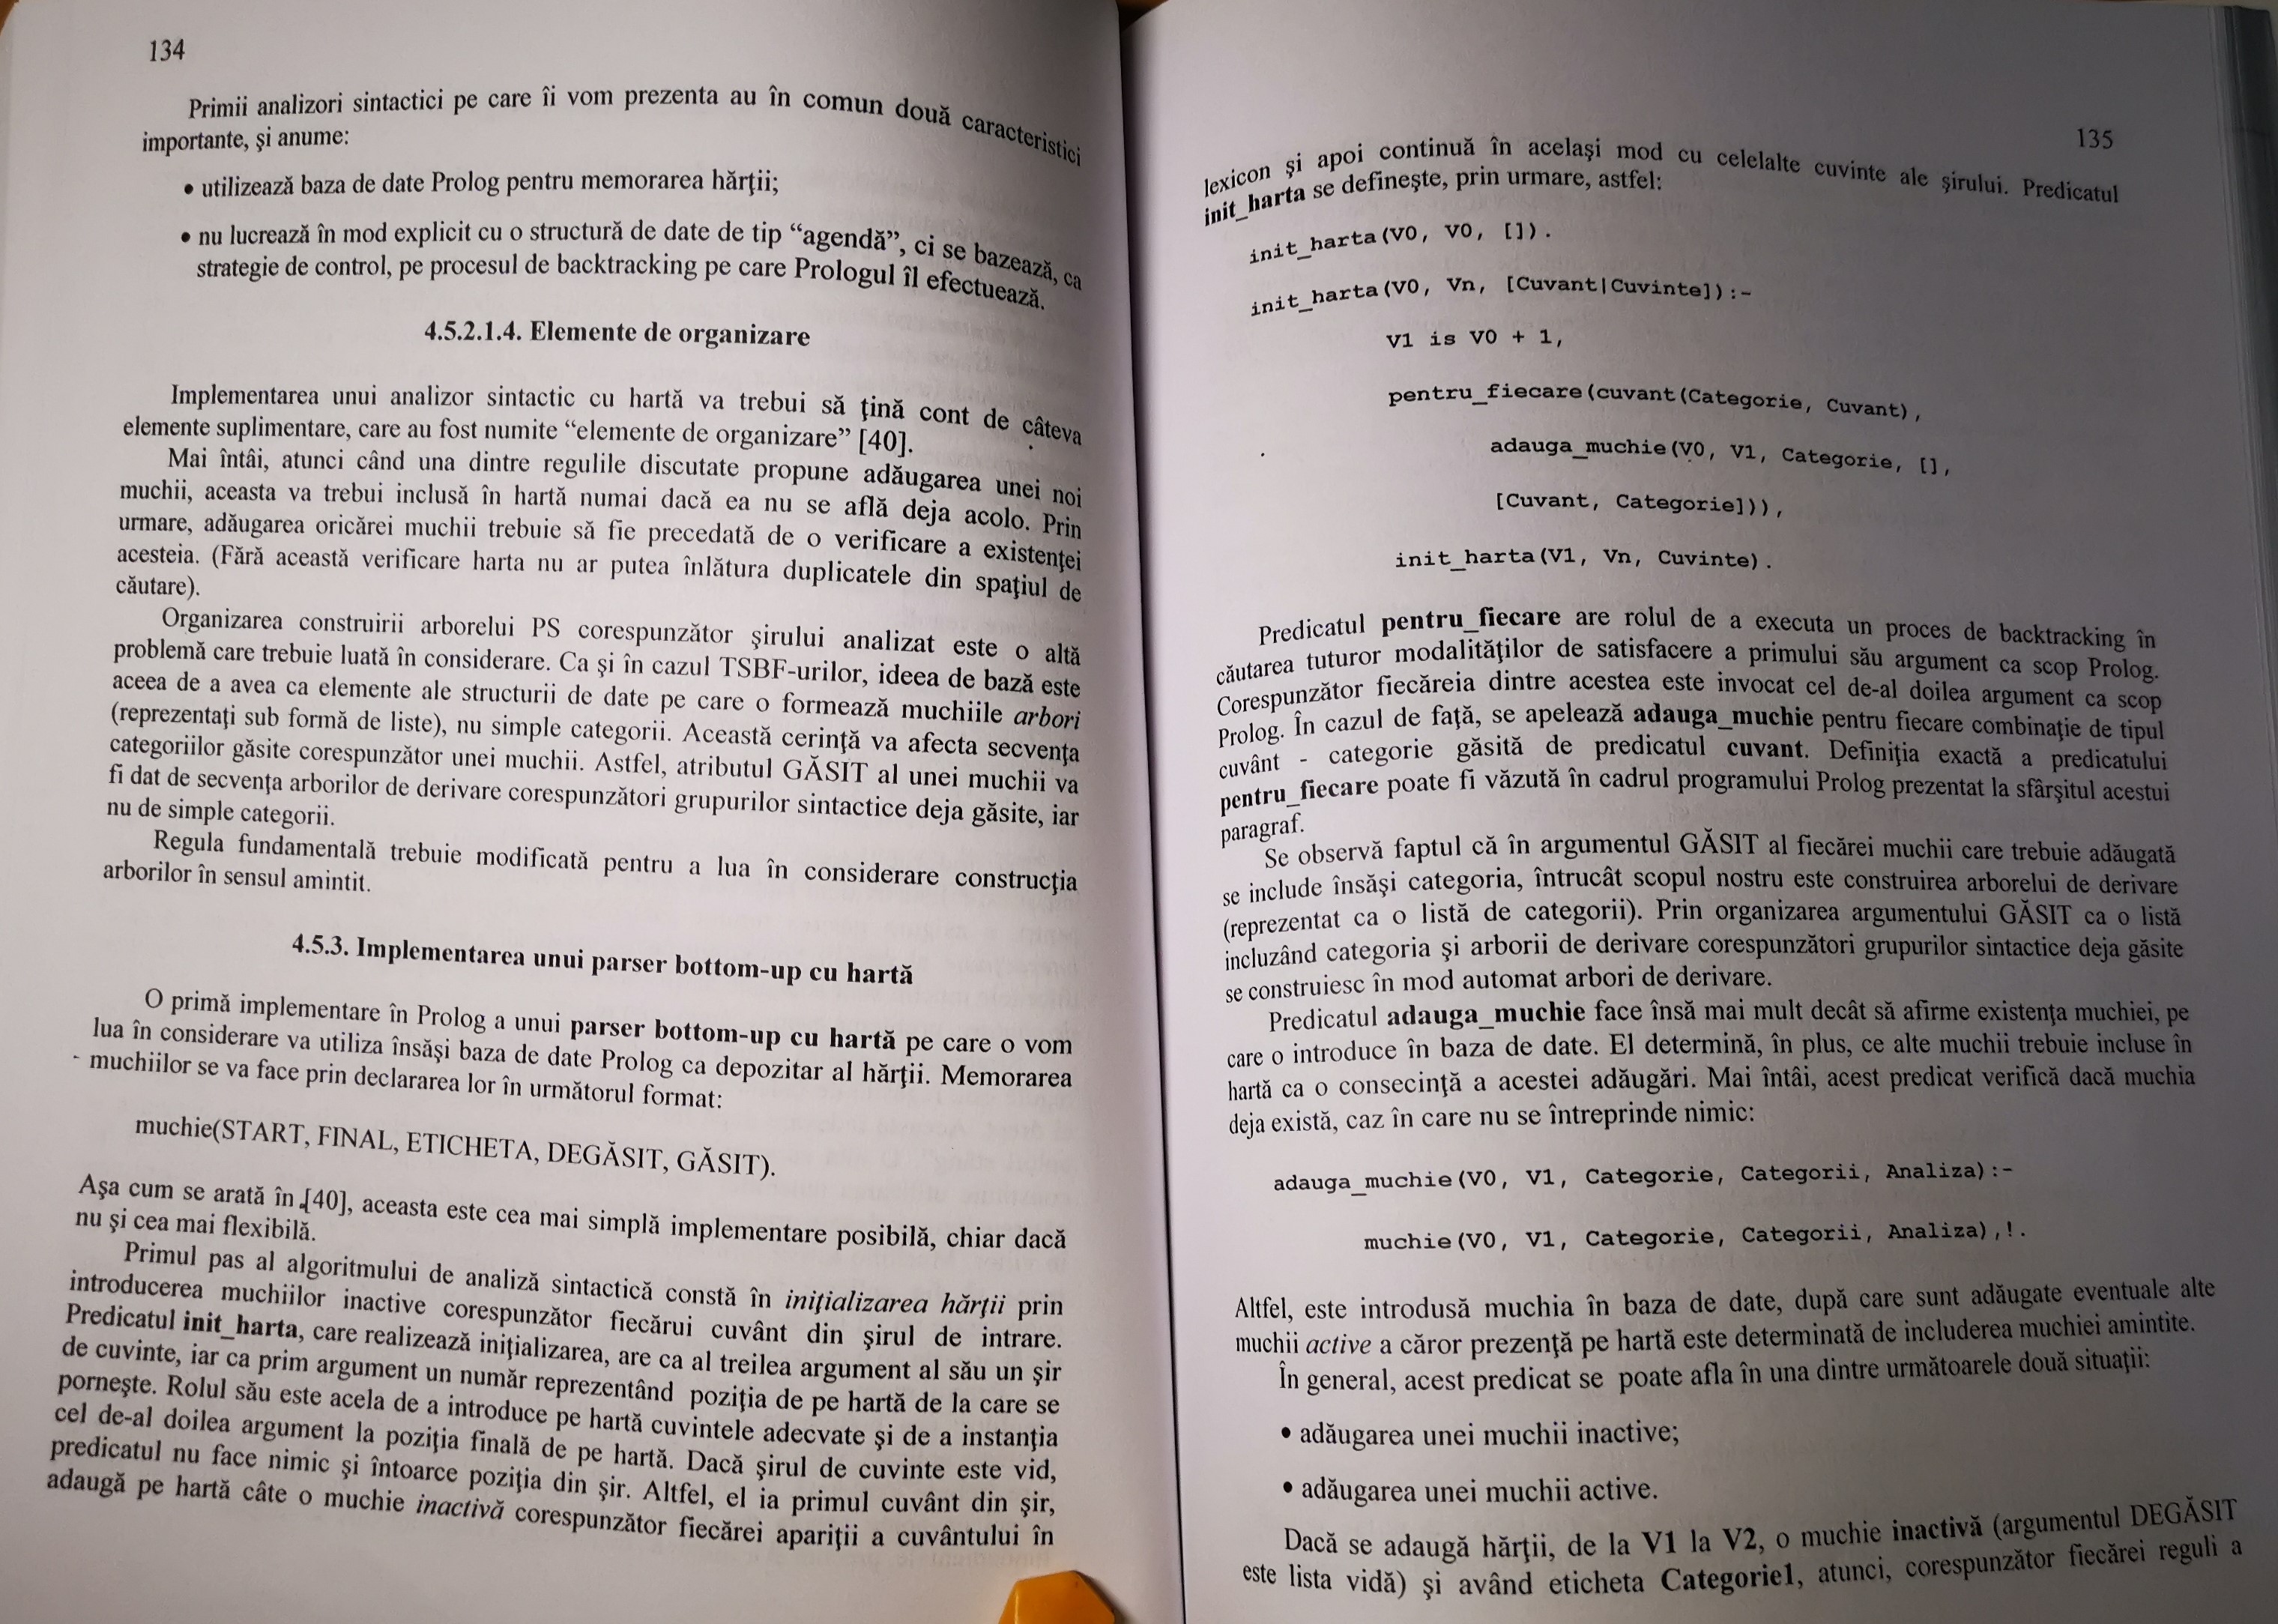 134
Primii analizori sintactici pe care îi vom prezenta au în comun două caracteristici
importante, şi anume:
• utilizează baza de date Prolog pentru memorarea hărţii;
• nu lucrează în mod explicit cu o structură de date de tip “agendă”, ci se bazează, ca
strategie de control, pe procesul de backtracking pe care Prologul îl efectuează.
4.5.2.1.4. Elemente de organizare
Implementarea unui analizor sintactic cu hartă va trebui să ţină cont de câteva
elemente suplimentare, care au fost numite “elemente de organizare” [40].
Mai întâi, atunci când una dintre regulile discutate propune adăugarea unei noi
muchii, aceasta va trebui inclusă în hartă numai dacă ea nu se află deja acolo. Prin
urmare, adăugarea oricărei muchii trebuie să fie precedată de o verificare a existenţei
acesteia. (Fără această verificare harta nu ar putea înlătura duplicatele din spaţiul de
căutare).
Organizarea construirii arborelui PS corespunzător şirului analizat este o altă
problemă care trebuie luată în considerare. Ca şi în cazul TSBF-urilor, ideea de bază este
aceea de a avea ca elemente ale structurii de date pe care o formează muchiile arbori
(reprezentaţi sub formă de liste), nu simple categorii. Această cerinţă va afecta secvenţa
categoriilor găsite corespunzător unei muchii. Astfel, atributul GĂSIT al unei muchii va
fi dat de secvenţa arborilor de derivare corespunzători grupurilor sintactice deja găsite, iar
nu de simple categorii.
Regula fundamentală trebuie modificată pentru a lua în considerare construcţia
arborilor în sensul amintit.
4.5.3. Implementarea unui parser bottom-up cu hartă
O primă implementare în Prolog a unui parser bottom-up cu hartă pe care o vom
lua în considerare va utiliza însăşi baza de date Prolog ca depozitar al hărţii. Memorarea
muchiilor se va face prin declararea lor în următorul format:
muchie(START, FINAL, ETICHETA, DEGĂSIT, GĂSIT).
Aşa cum se arată în [40], aceasta este cea mai simplă implementare posibilă, chiar dacă
nu şi cea mai flexibilă.
Primul pas al algoritmului de analiză sintactică constă în iniţializarea hărţii prin
introducerea muchiilor inactive corespunzător fiecărui cuvânt din şirul de intrare.
Predicatul init_harta, care realizează iniţializarea, are ca al treilea argument al său un şir
de cuvinte, iar ca prim argument un număr reprezentând poziţia de pe hartă de la care se
porneşte. Rolul său este acela de a introduce pe hartă cuvintele adecvate şi de a instanţia
cel de-al doilea argument la poziţia finală de pe hartă. Dacă şirul de cuvinte este vid,
predicatul nu face nimic şi întoarce poziţia din şir. Altfel, el ia primul cuvânt din şir,
adaugă pe hartă câte o muchie inactivă corespunzător fiecărei apariţii a cuvântului în
135
lexicon şi apoi continuă în acelaşi mod cu celelalte cuvinte ale şirului. Predicatul
init_harta se defineşte, prin urmare, astfel:
init_harta(V0, V0, []).
init_harta(V0, Vn, [Cuvant|Cuvinte]):-
V1 is V0 + 1,
pentru_fiecare(cuvant(Categorie, Cuvant),
adauga_muchie(V0, V1, Categorie, [],
[Cuvant, Categorie])),
init_harta(V1, Vn, Cuvinte).
Predicatul pentru_fiecare are rolul de a executa un proces de backtracking în
căutarea tuturor modalităţilor de satisfacere a primului său argument ca scop Prolog.
Corespunzător fiecăreia dintre acestea este invocat cel de-al doilea argument ca scop
Prolog. În cazul de faţă, se apelează adauga_muchie pentru fiecare combinaţie de tipul
cuvânt - categorie găsită de predicatul cuvant. Definiţia exactă a predicatului
pentru_fiecare poate fi văzută în cadrul programului Prolog prezentat la sfârşitul acestui
paragraf.
Se observă faptul că în argumentul GĂSIT al fiecărei muchii care trebuie adăugată
se include însăşi categoria, întrucât scopul nostru este construirea arborelui de derivare
(reprezentat ca o listă de categorii). Prin organizarea argumentului GĂSIT ca o listă
incluzând categoria şi arborii de derivare corespunzători grupurilor sintactice deja găsite
se construiesc în mod automat arbori de derivare.
Predicatul adauga_muchie face însă mai mult decât să afirme existenţa muchiei, pe
care o introduce în baza de date. El determină, în plus, ce alte muchii trebuie incluse în
hartă ca o consecinţă a acestei adăugări. Mai întâi, acest predicat verifică dacă muchia
deja există, caz în care nu se întreprinde nimic:
adauga_muchie(V0, V1, Categorie, Categorii, Analiza):-
muchie(V0, V1, Categorie, Categorii, Analiza),!.
Altfel, este introdusă muchia în baza de date, după care sunt adăugate eventuale alte
muchii active a căror prezenţă pe hartă este determinată de includerea muchiei amintite.
În general, acest predicat se poate afla în una dintre următoarele două situaţii:
• adăugarea unei muchii inactive;
• adăugarea unei muchii active.
Dacă se adaugă hărţii, de la V1 la V2, o muchie inactivă (argumentul DEGĂSIT
este lista vidă) şi având eticheta Categorie1, atunci, corespunzător fiecărei reguli a